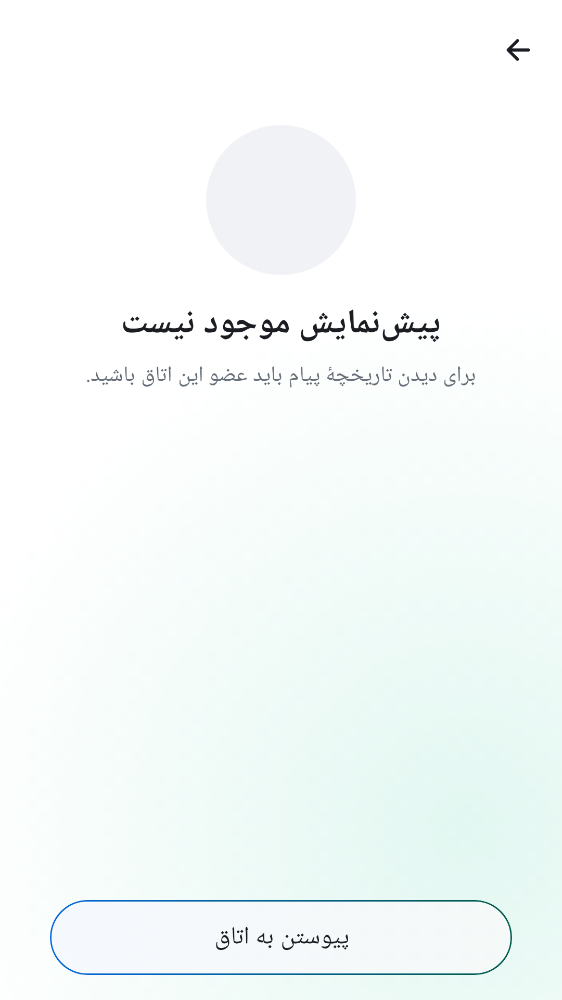 پیش‌نمایش موجود نیست
برای دیدن تاریخچهٔ پیام باید عضو این اتاق باشید.
پیوستن به اتاق